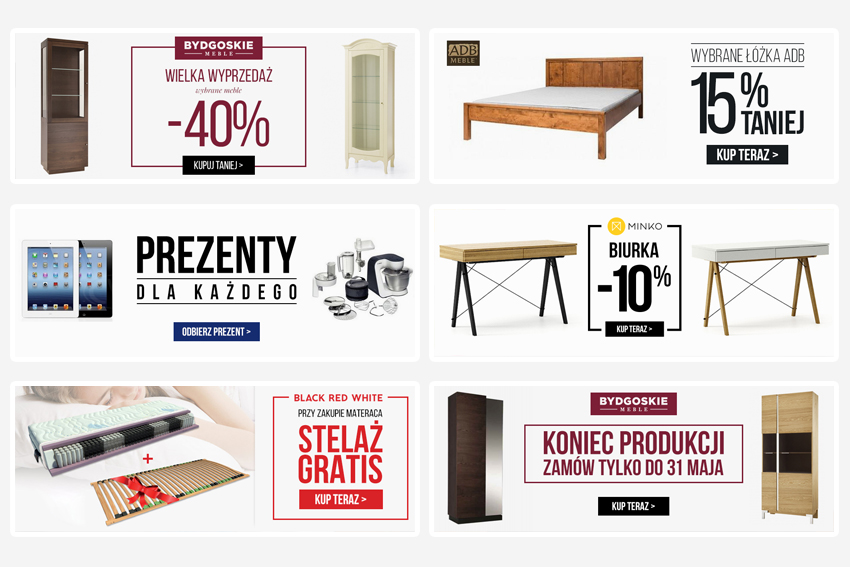 BYDGOSKIE
MEBLE
WIELKA WYPRZEDAŻ
wybrane meble
-40%
KUPUJ TANIEJ >
ADB
MEBLE
WYBRANE ŁÓŻKA ADB
15%
TANIEJ
KUP TERAZ >
PREZENTY
DLA KAŻDEGO
ODBIERZ PREZENT >
MINKO
BIURKA
-10%
KUP TERAZ >
BLACK RED WHITE
PRZY ZAKUPIE MATERACA
STELAŻ
GRATIS
KUP TERAZ >
+
BYDGOSKIE
MEBLE
KONIEC PRODUKCJI
ZAMÓW TYLKO DO 31 MAJA
KUP TERAZ >